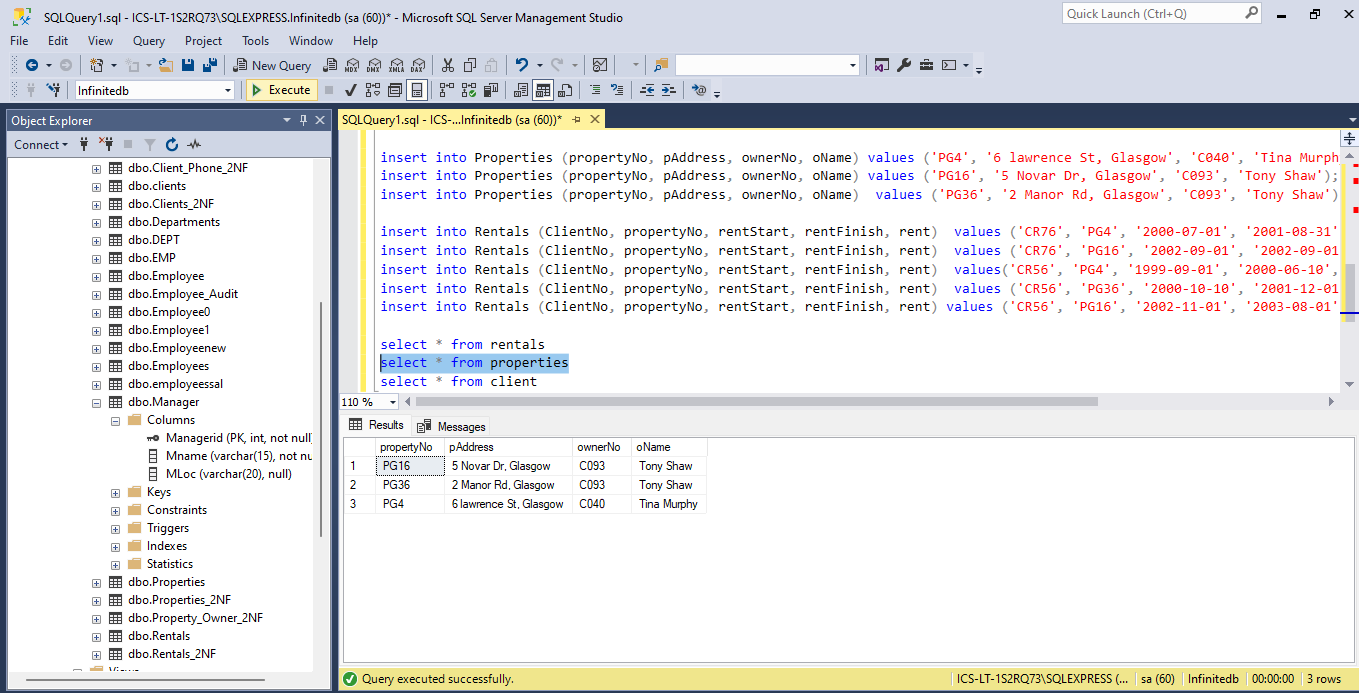 SQLQuery1.sql - ICS-LT-1S2RQ73\SQLEXPRESS.Infinitedb (sa (60))* - Microsoft SQL Server Management Studio
Quick Launch (Ctrl+Q)
File Edit View Query Project Tools Window Help
New Query MDX DMX XMLA DAX
Infinitedb Execute
Object Explorer
Connect
dbo.Client_Phone_2NF
dbo.clients
dbo.Clients_2NF
dbo.Departments
dbo.DEPT
dbo.EMP
dbo.Employee
dbo.Employee_Audit
dbo.Employee0
dbo.Employee1
dbo.Employeenew
dbo.Employees
dbo.employeessal
dbo.Manager
Columns
Managerid (PK, int, not null
Mname (varchar(15), not nu
MLoc (varchar(20), null)
Keys
Constraints
Triggers
Indexes
Statistics
dbo.Properties
dbo.Properties_2NF
dbo.Property_Owner_2NF
dbo.Rentals
dbo.Rentals_2NF
Views
SQLQuery1.sql - ICS-...Infinitedb (sa (60))*
insert into Properties (propertyNo, pAddress, ownerNo, oName) values ('PG4', '6 lawrence St, Glasgow', 'C040', 'Tina Murph
insert into Properties (propertyNo, pAddress, ownerNo, oName) values ('PG16', '5 Novar Dr, Glasgow', 'C093', 'Tony Shaw');
insert into Properties (propertyNo, pAddress, ownerNo, oName)  values ('PG36', '2 Manor Rd, Glasgow', 'C093', 'Tony Shaw')
insert into Rentals (ClientNo, propertyNo, rentStart, rentFinish, rent)  values ('CR76', 'PG4', '2000-07-01', '2001-08-31'
insert into Rentals (ClientNo, propertyNo, rentStart, rentFinish, rent)  values ('CR76', 'PG16', '2002-09-01', '2002-09-01
insert into Rentals (ClientNo, propertyNo, rentStart, rentFinish, rent)  values('CR56', 'PG4', '1999-09-01', '2000-06-10',
insert into Rentals (ClientNo, propertyNo, rentStart, rentFinish, rent)  values ('CR56', 'PG36', '2000-10-10', '2001-12-01
insert into Rentals (ClientNo, propertyNo, rentStart, rentFinish, rent) values ('CR56', 'PG16', '2002-11-01', '2003-08-01'
select * from rentals
select * from properties
select * from client
110 %
Results Messages
propertyNo pAddress ownerNo oName
1 PG16 5 Novar Dr, Glasgow C093 Tony Shaw
2 PG36 2 Manor Rd, Glasgow C093 Tony Shaw
3 PG4 6 lawrence St, Glasgow C040 Tina Murphy
Query executed successfully. ICS-LT-1S2RQ73\SQLEXPRESS (... sa (60) Infinitedb 00:00:00 3 rows